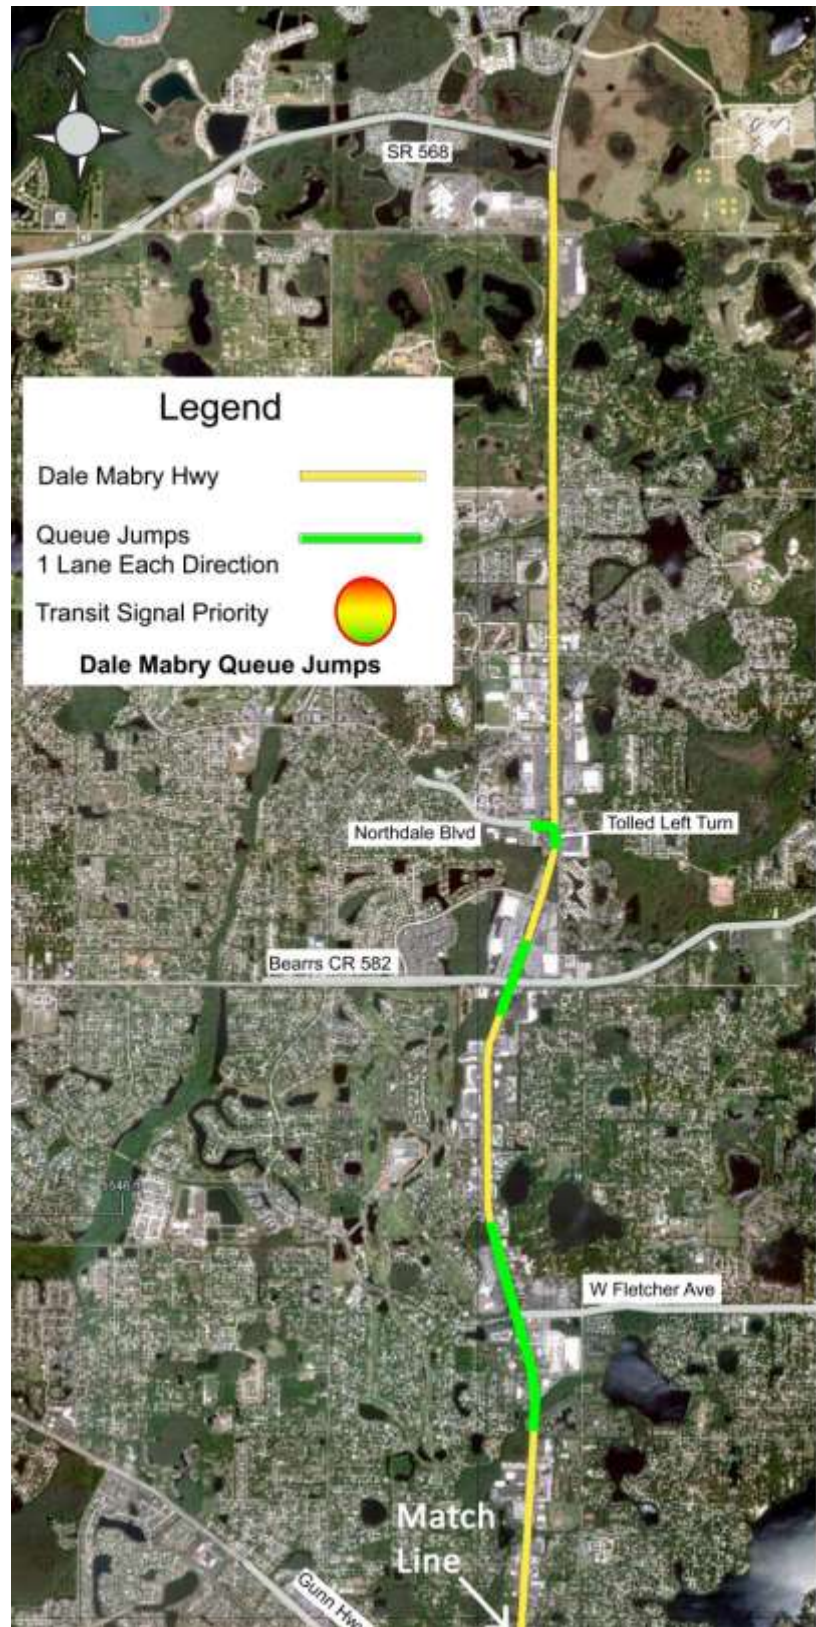 SR 568
Legend
Dale Mabry Hwy
Queue Jumps
1 Lane Each Direction
Transit Signal Priority
Dale Mabry Queue Jumps
Northdale Blvd
Tolled Left Turn
Bearrs CR 582
W Fletcher Ave
Match
Line
Gunn